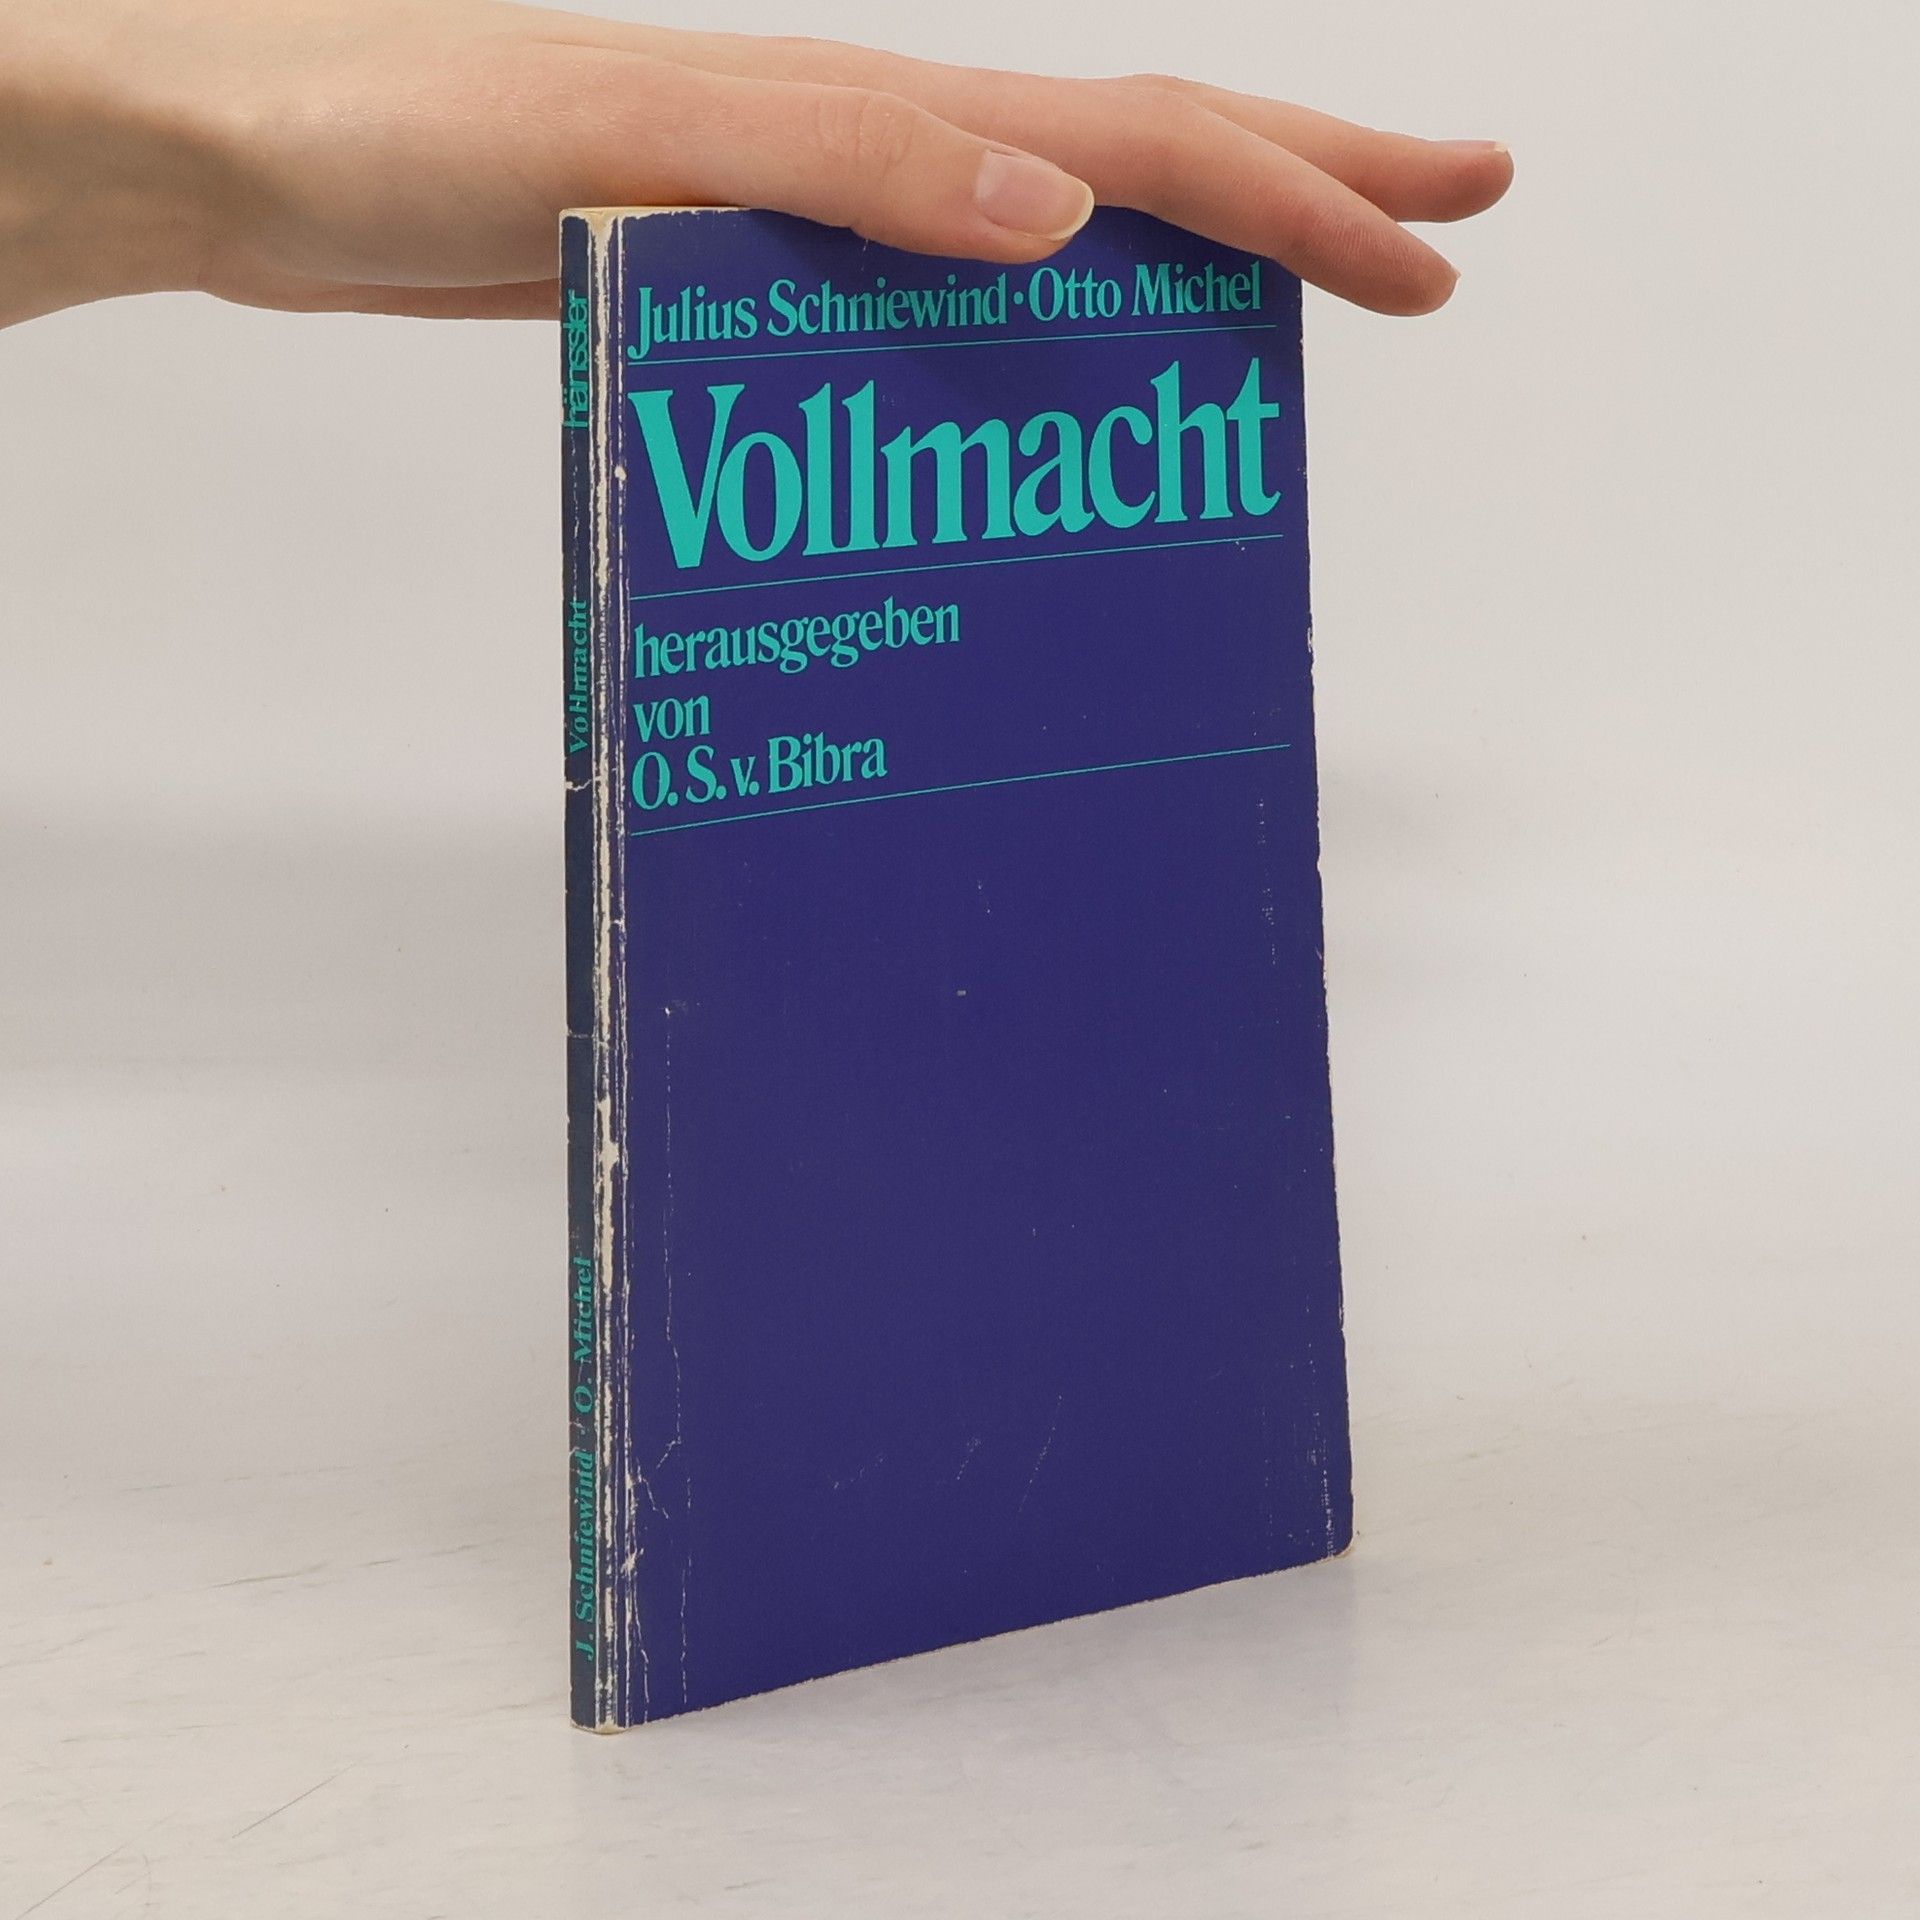 Julius Schniewind · Otto Michel
Vollmacht
herausgegeben
von
O. S. v. Bibra
J. Schniewind / O. Michel
Vollmacht
hänssler